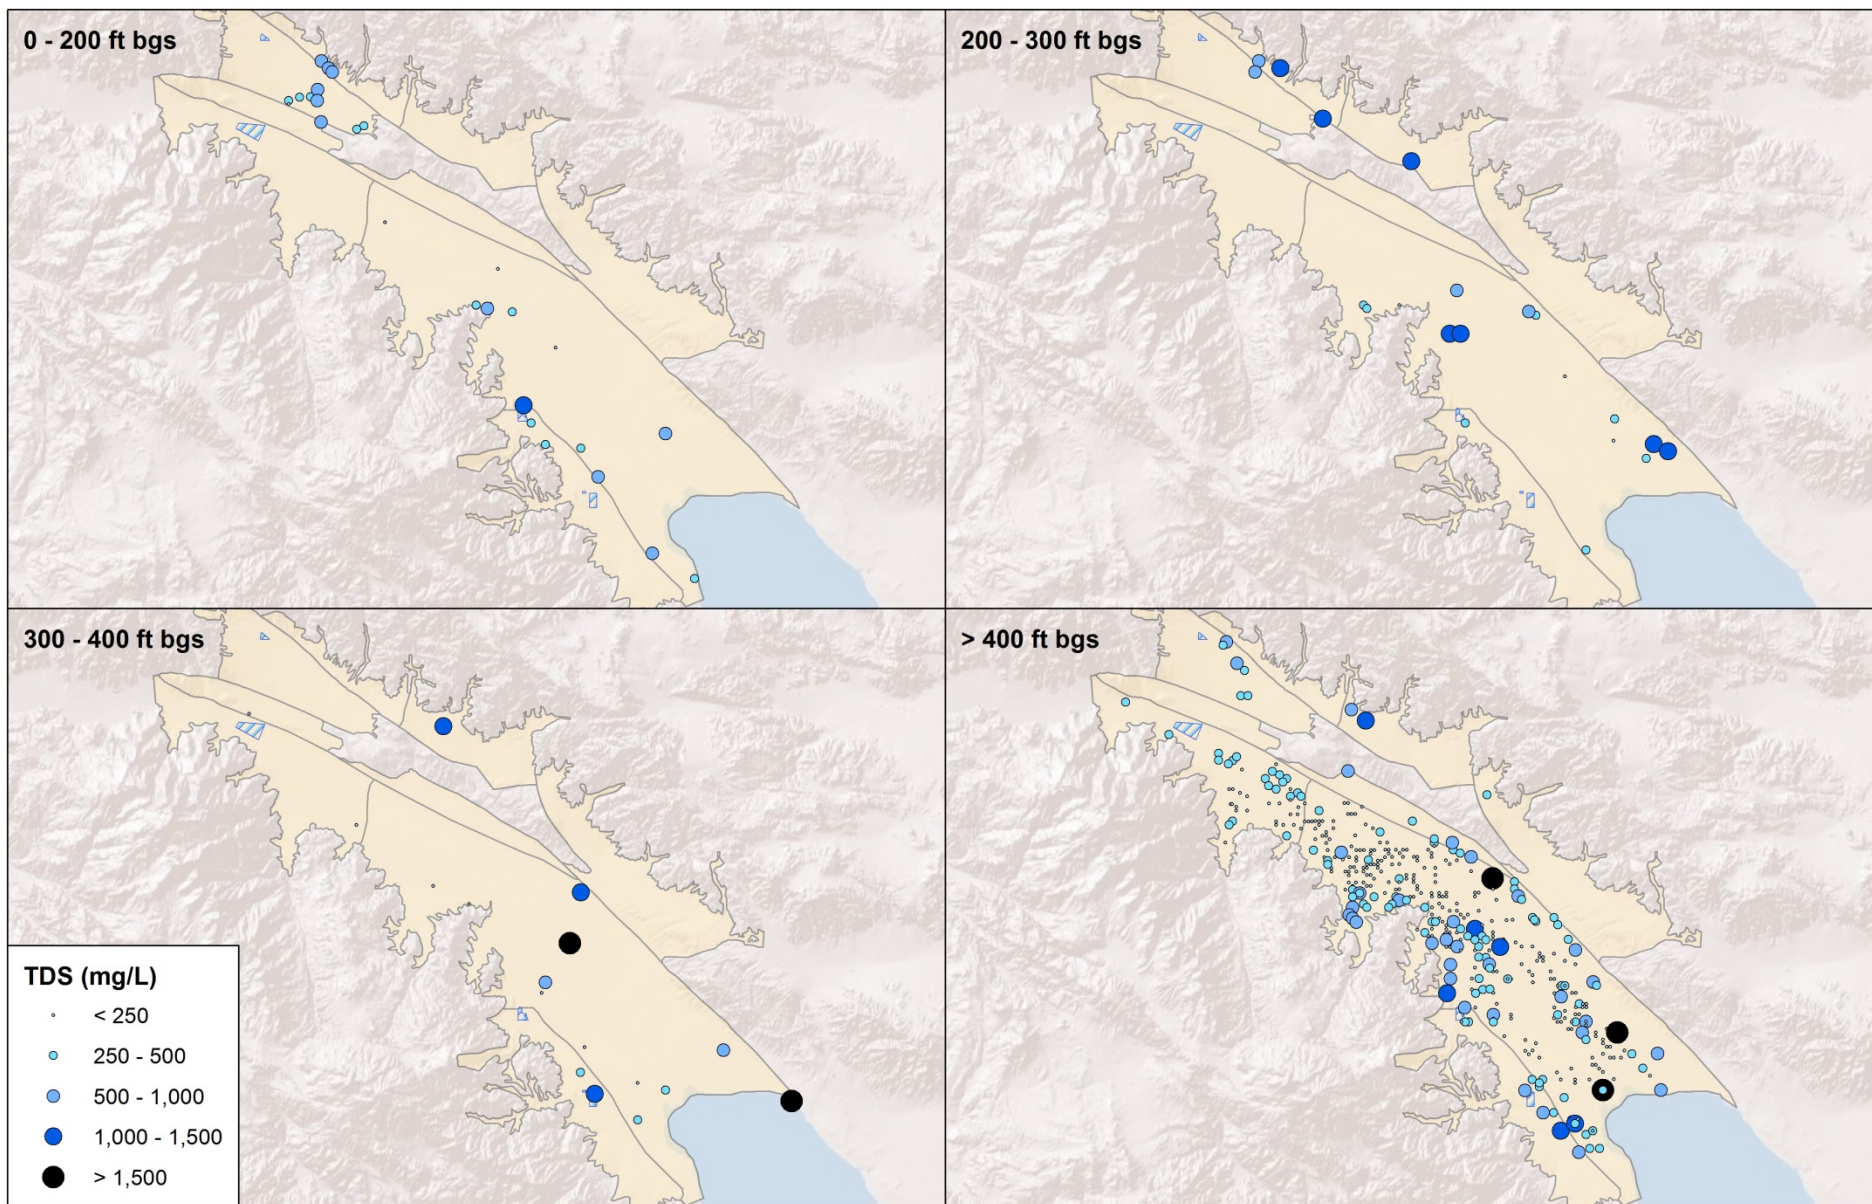 0 - 200 ft bgs
200 - 300 ft bgs
300 - 400 ft bgs
> 400 ft bgs
TDS (mg/L)
< 250
250 - 500
500 - 1,000
1,000 - 1,500
> 1,500